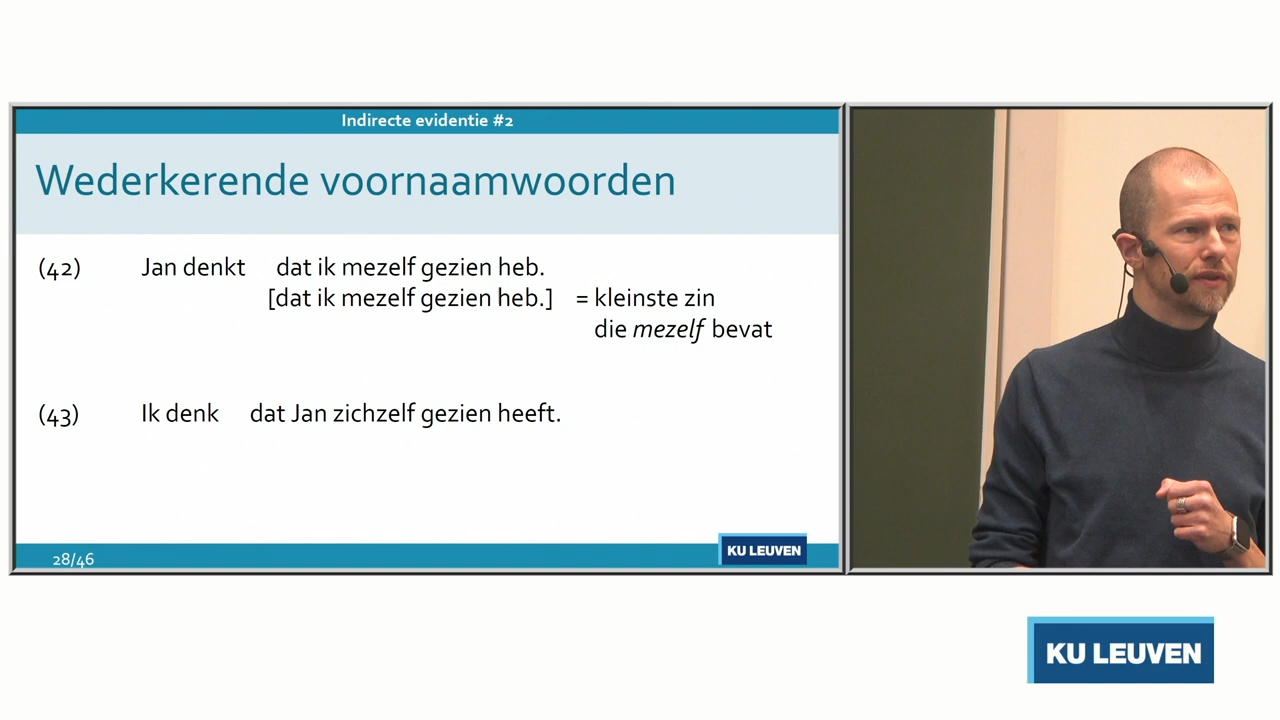 Indirecte evidentie #2
Wederkerende voornaamwoorden
(42) Jan denkt dat ik mezelf gezien heb.
[dat ik mezelf gezien heb.] = kleinste zin
die mezelf bevat
(43) Ik denk dat Jan zichzelf gezien heeft.
28/46
KU LEUVEN
KU LEUVEN